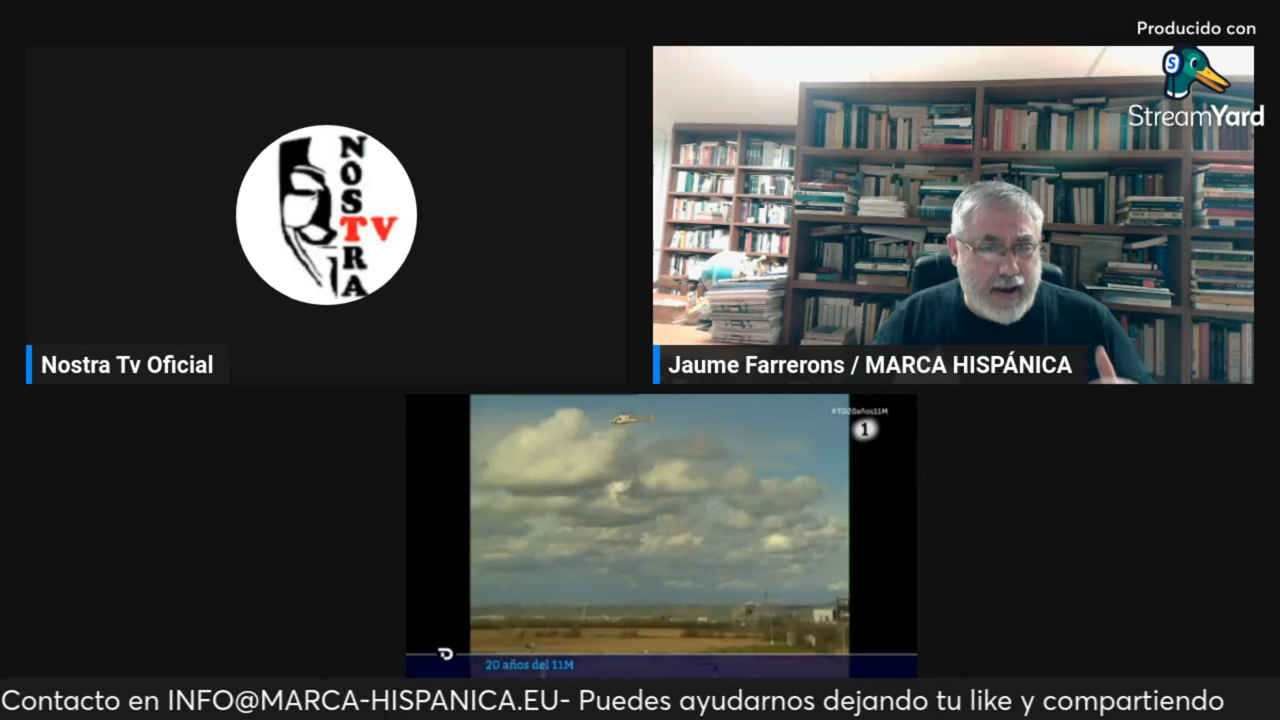 Producido con
StreamYard
NOSTRA
TV
Nostra Tv Oficial
Jaume Farrerons / MARCA HISPÁNICA
#TD20años11M
1
20 años del 11M
Contacto en INFO@MARCA-HISPANICA.EU- Puedes ayudarnos dejando tu like y compartiendo